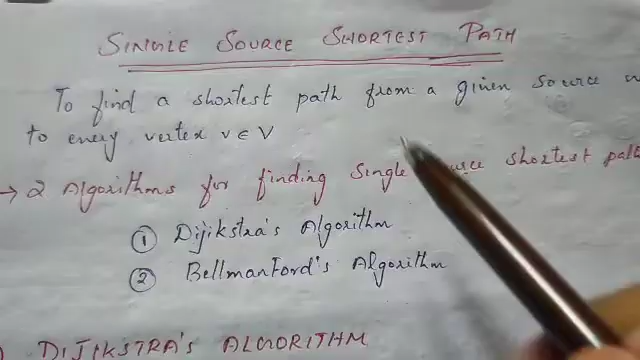 SINGLE SOURCE SHORTEST PATH
To find a shortest path from a given source
to every vertex v ∈ V
→ 2 Algorithms for finding Single shortest path
① Dijikstra's Algorithm
② BellmanFord's Algorithm
DIJIKSTRA'S ALGORITHM